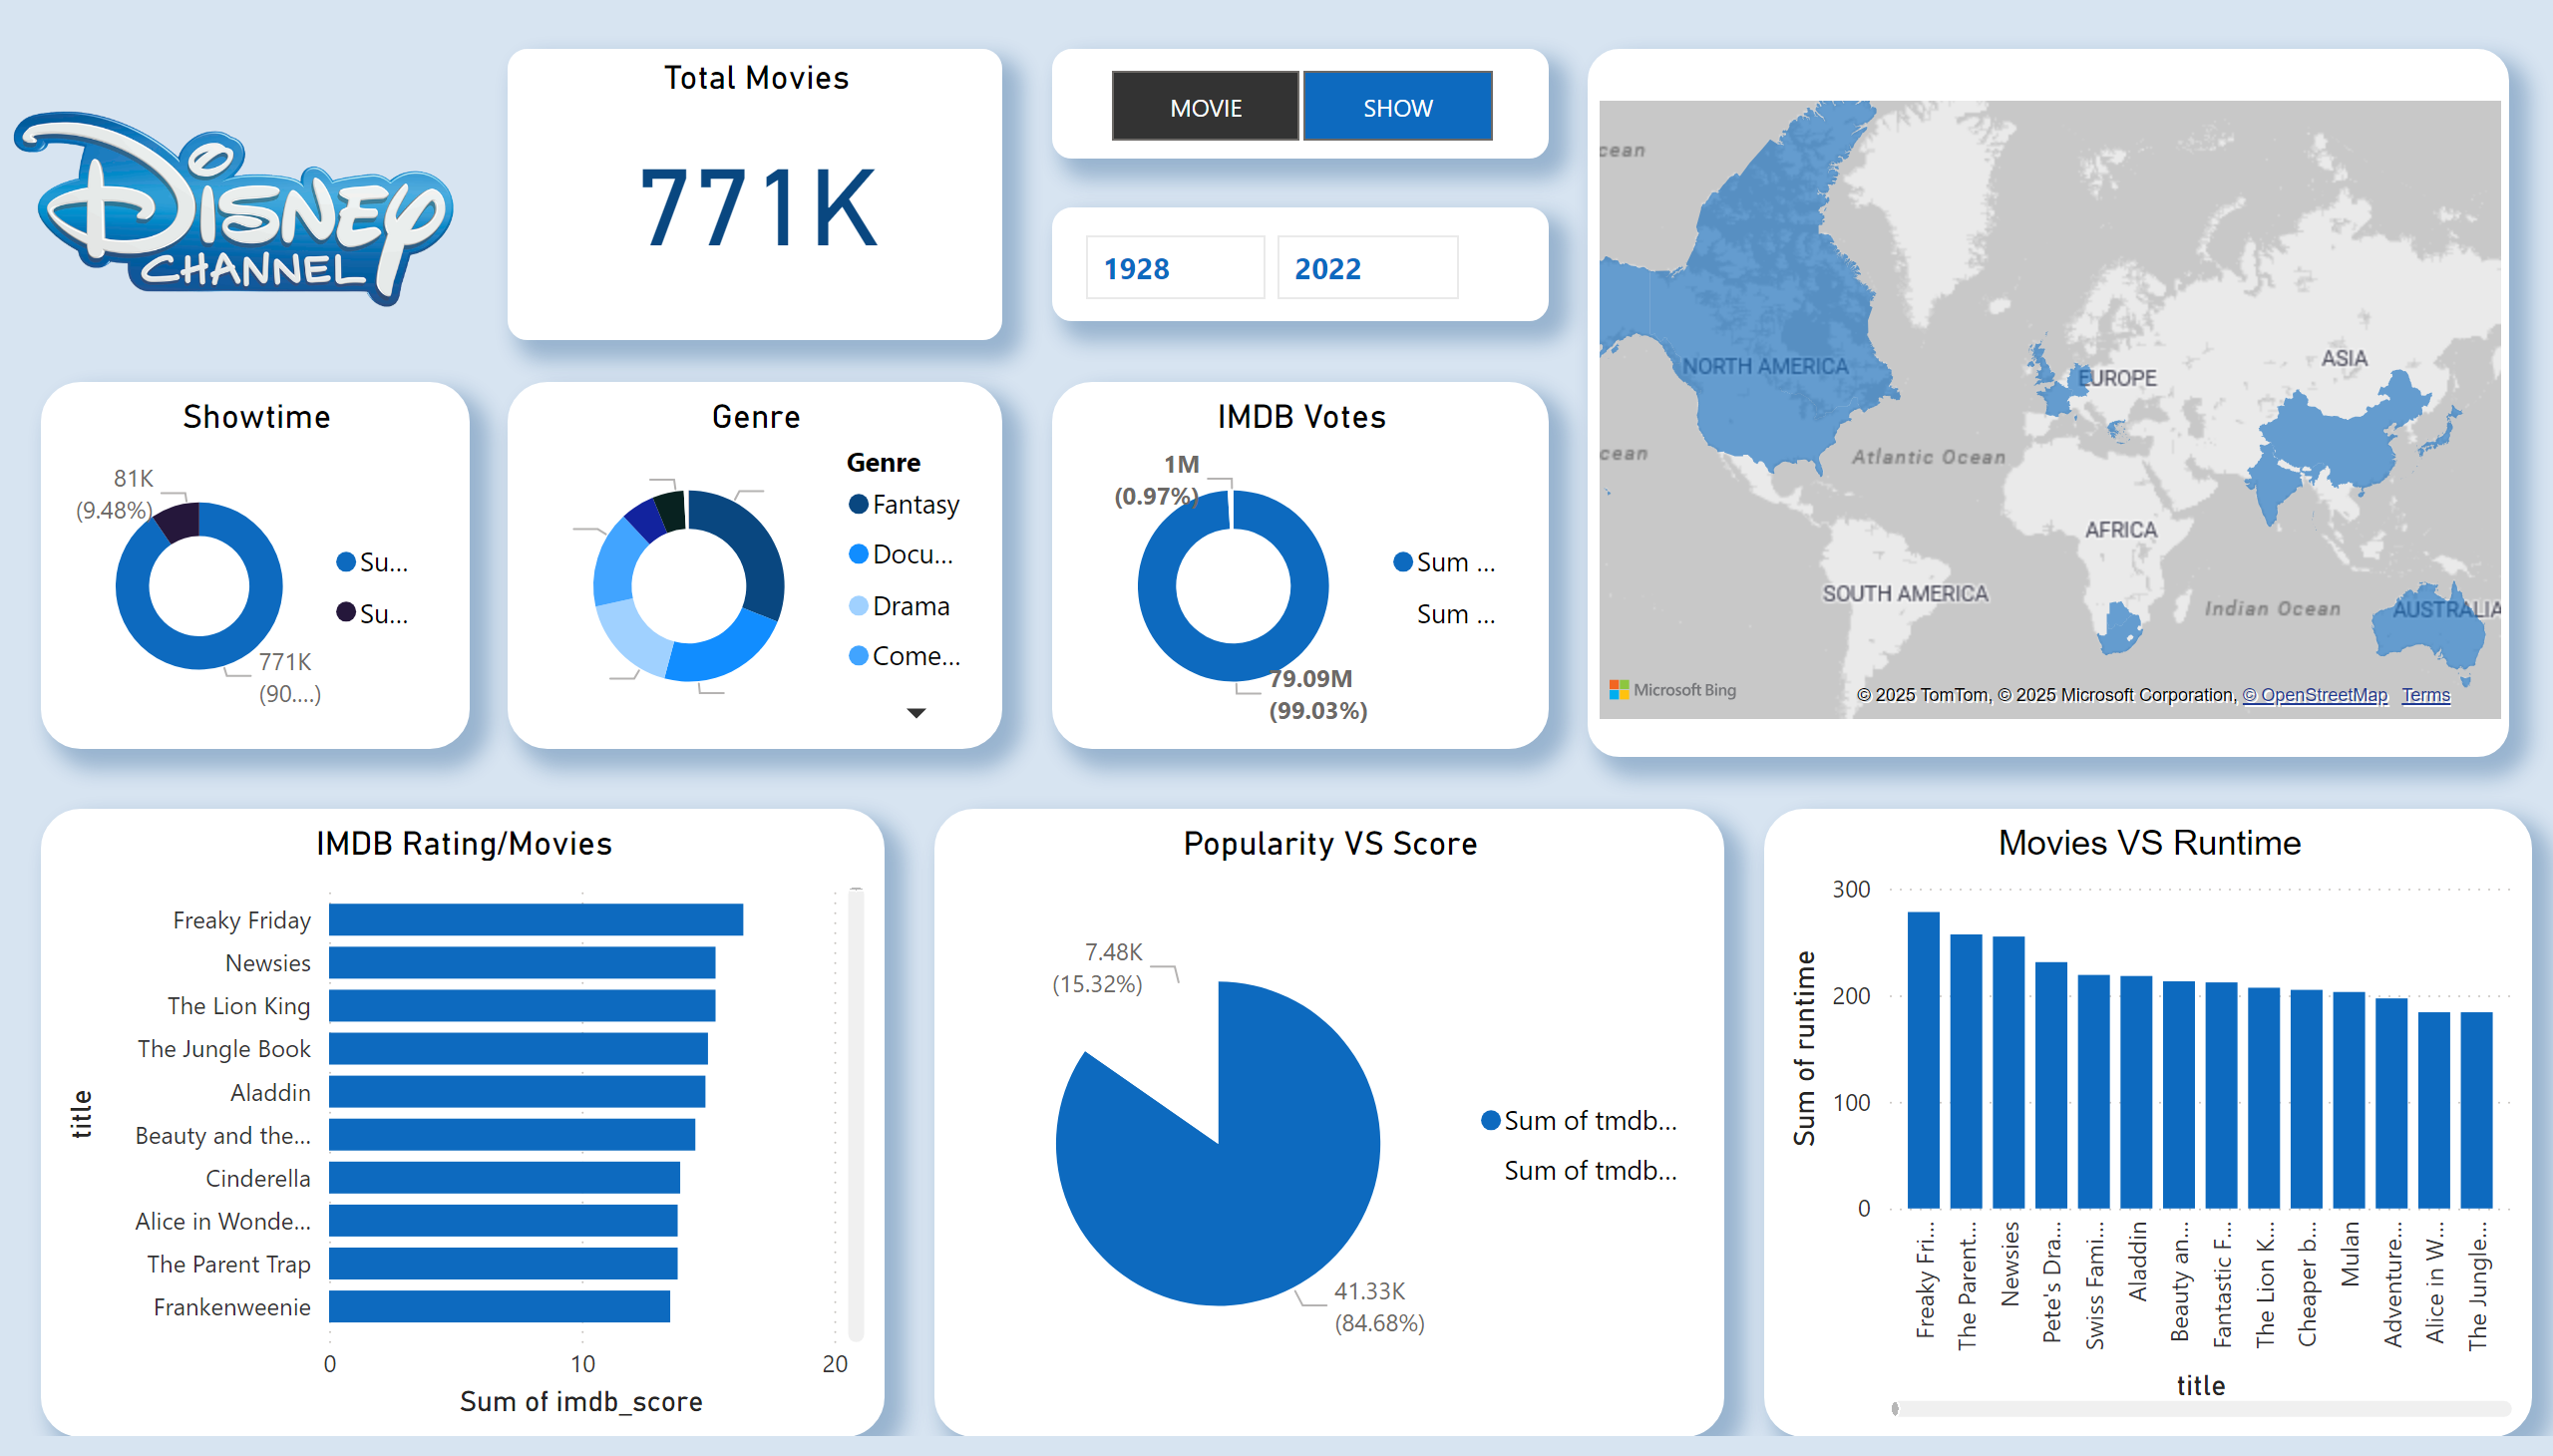 DISNEY
CHANNEL
Total Movies
771K
MOVIE
SHOW
1928
2022
cean
NORTH AMERICA
EUROPE
ASIA
cean
Atlantic Ocean
AFRICA
SOUTH AMERICA
Indian Ocean
AUSTRALIA
Microsoft Bing
© 2025 TomTom, © 2025 Microsoft Corporation, © OpenStreetMap Terms
Showtime
81K
(9.48%)
Su...
Su...
771K
(90....)
Genre
Genre
Fantasy
Docu...
Drama
Come...
IMDB Votes
1M
(0.97%)
Sum ...
Sum ...
79.09M
(99.03%)
IMDB Rating/Movies
title
Freaky Friday
Newsies
The Lion King
The Jungle Book
Aladdin
Beauty and the...
Cinderella
Alice in Wonde...
The Parent Trap
Frankenweenie
0
10
20
Sum of imdb_score
Popularity VS Score
7.48K
(15.32%)
Sum of tmdb...
Sum of tmdb...
41.33K
(84.68%)
Movies VS Runtime
Sum of runtime
300
200
100
0
Freaky Fri...
The Parent...
Newsies
Pete's Dra...
Swiss Fami...
Aladdin
Beauty an...
Fantastic F...
The Lion K...
Cheaper b...
Mulan
Adventure...
Alice in W...
The Jungle...
title